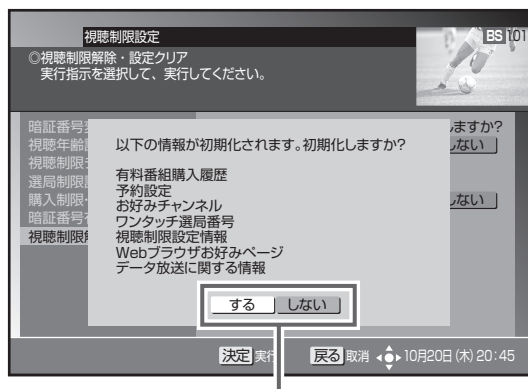 視聴制限設定
BS 101
◎視聴制限解除・設定クリア
実行指示を選択して、実行してください。
暗証番号
ますか?
視聴年齢
しない
視聴制限
選局制限
購入制限・
しない
暗証番号
視聴制限
以下の情報が初期化されます。初期化しますか?
有料番組購入履歴
予約設定
お好みチャンネル
ワンタッチ選局番号
視聴制限設定情報
Webブラウザお好みページ
データ放送に関する情報
する しない
決定 実行 戻る 取消 10月20日(木)20:45